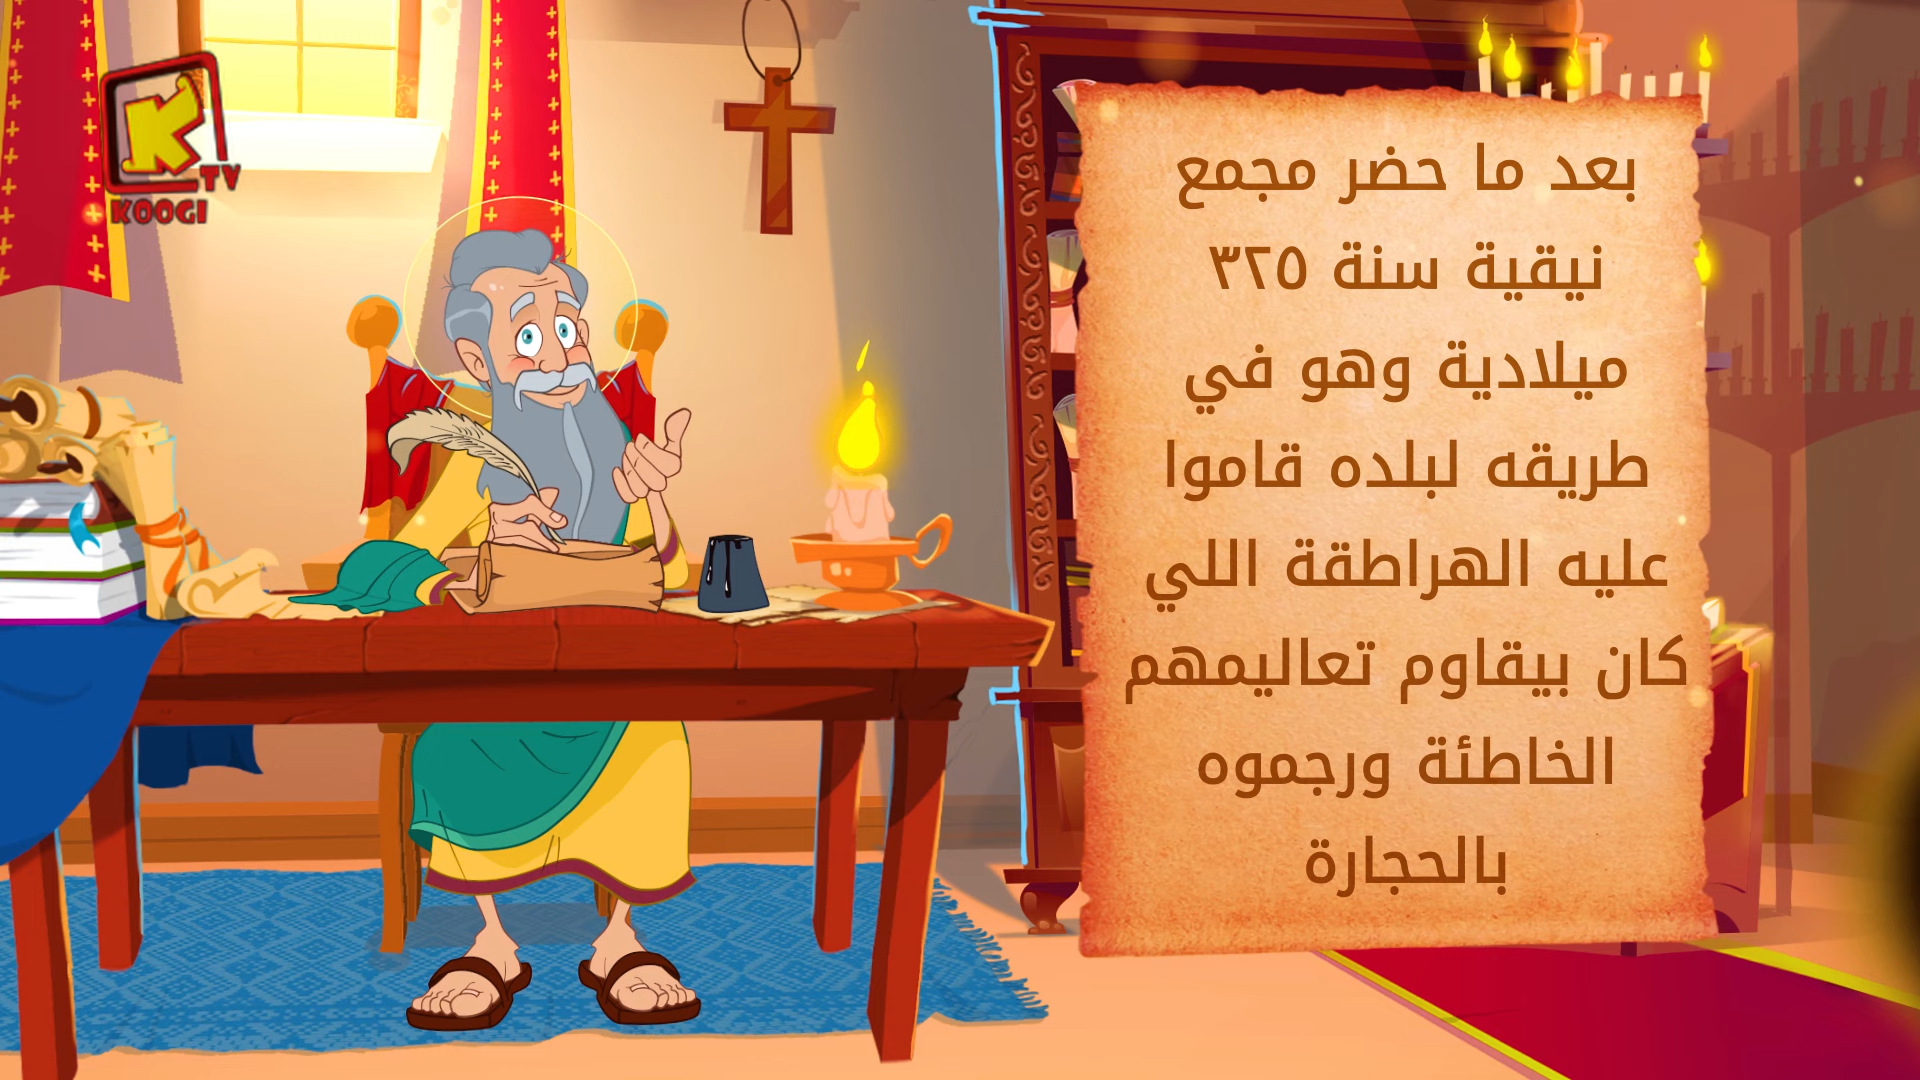 K TV
KOOGI
بعد ما حضر مجمع
نيقية سنة ٣٢٥
ميلادية وهو في
طريقه لبلده قاموا
عليه الهراطقة اللي
كان بيقاوم تعاليمهم
الخاطئة ورجموه
بالحجارة